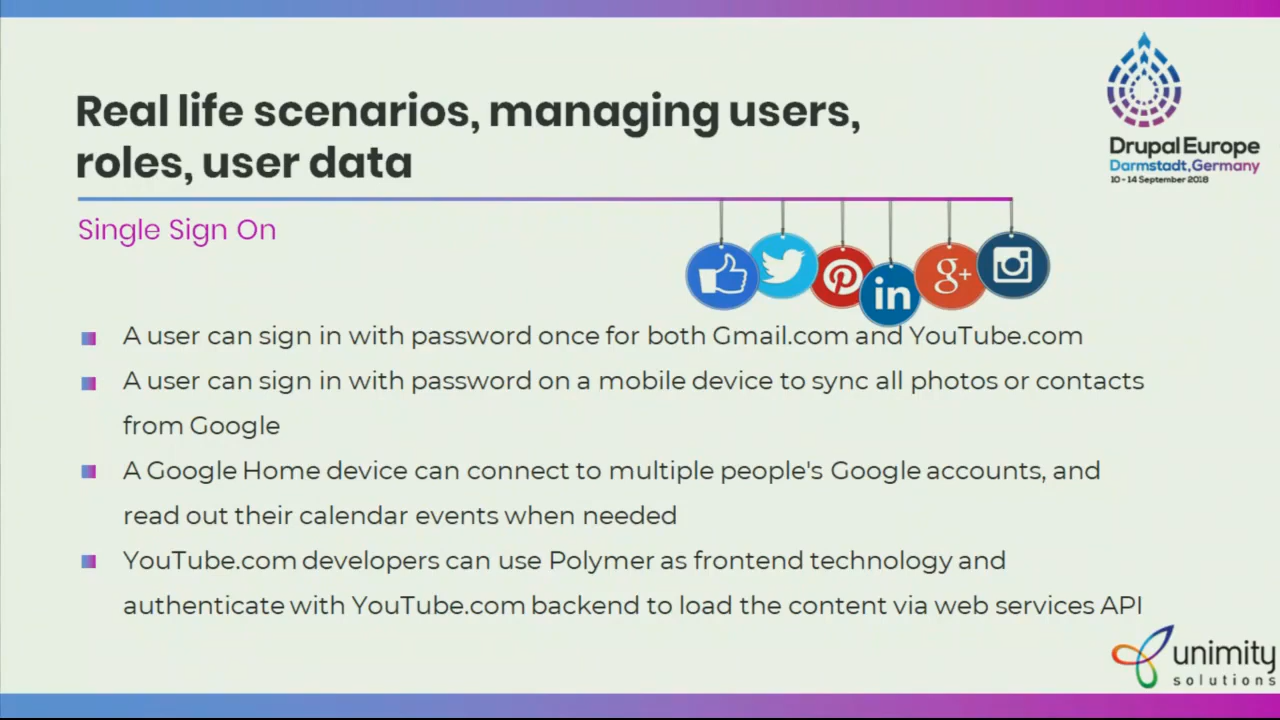 Real life scenarios, managing users,
roles, user data
Drupal Europe
Darmstadt, Germany
10 - 14 September 2018
Single Sign On
in
g+
A user can sign in with password once for both Gmail.com and YouTube.com
A user can sign in with password on a mobile device to sync all photos or contacts
from Google
A Google Home device can connect to multiple people's Google accounts, and
read out their calendar events when needed
YouTube.com developers can use Polymer as frontend technology and
authenticate with YouTube.com backend to load the content via web services API
unimity
solutions